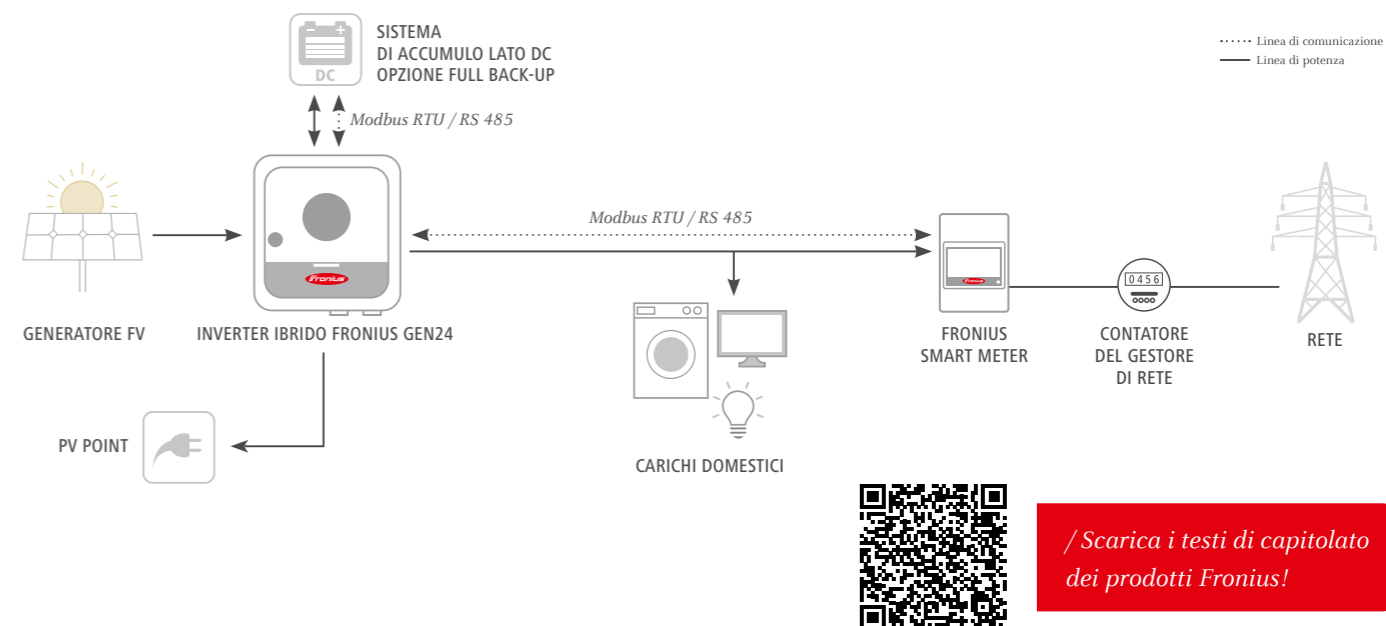 SISTEMA
DI ACCUMULO LATO DC
OPZIONE FULL BACK-UP
DC
Linea di comunicazione
Linea di potenza
Modbus RTU / RS 485
Modbus RTU / RS 485
Fronius
Fronius
0456
GENERATORE FV
INVERTER IBRIDO FRONIUS GEN24
FRONIUS
SMART METER
CONTATORE
DEL GESTORE
DI RETE
RETE
PV POINT
CARICHI DOMESTICI
/ Scarica i testi di capitolato
dei prodotti Fronius!